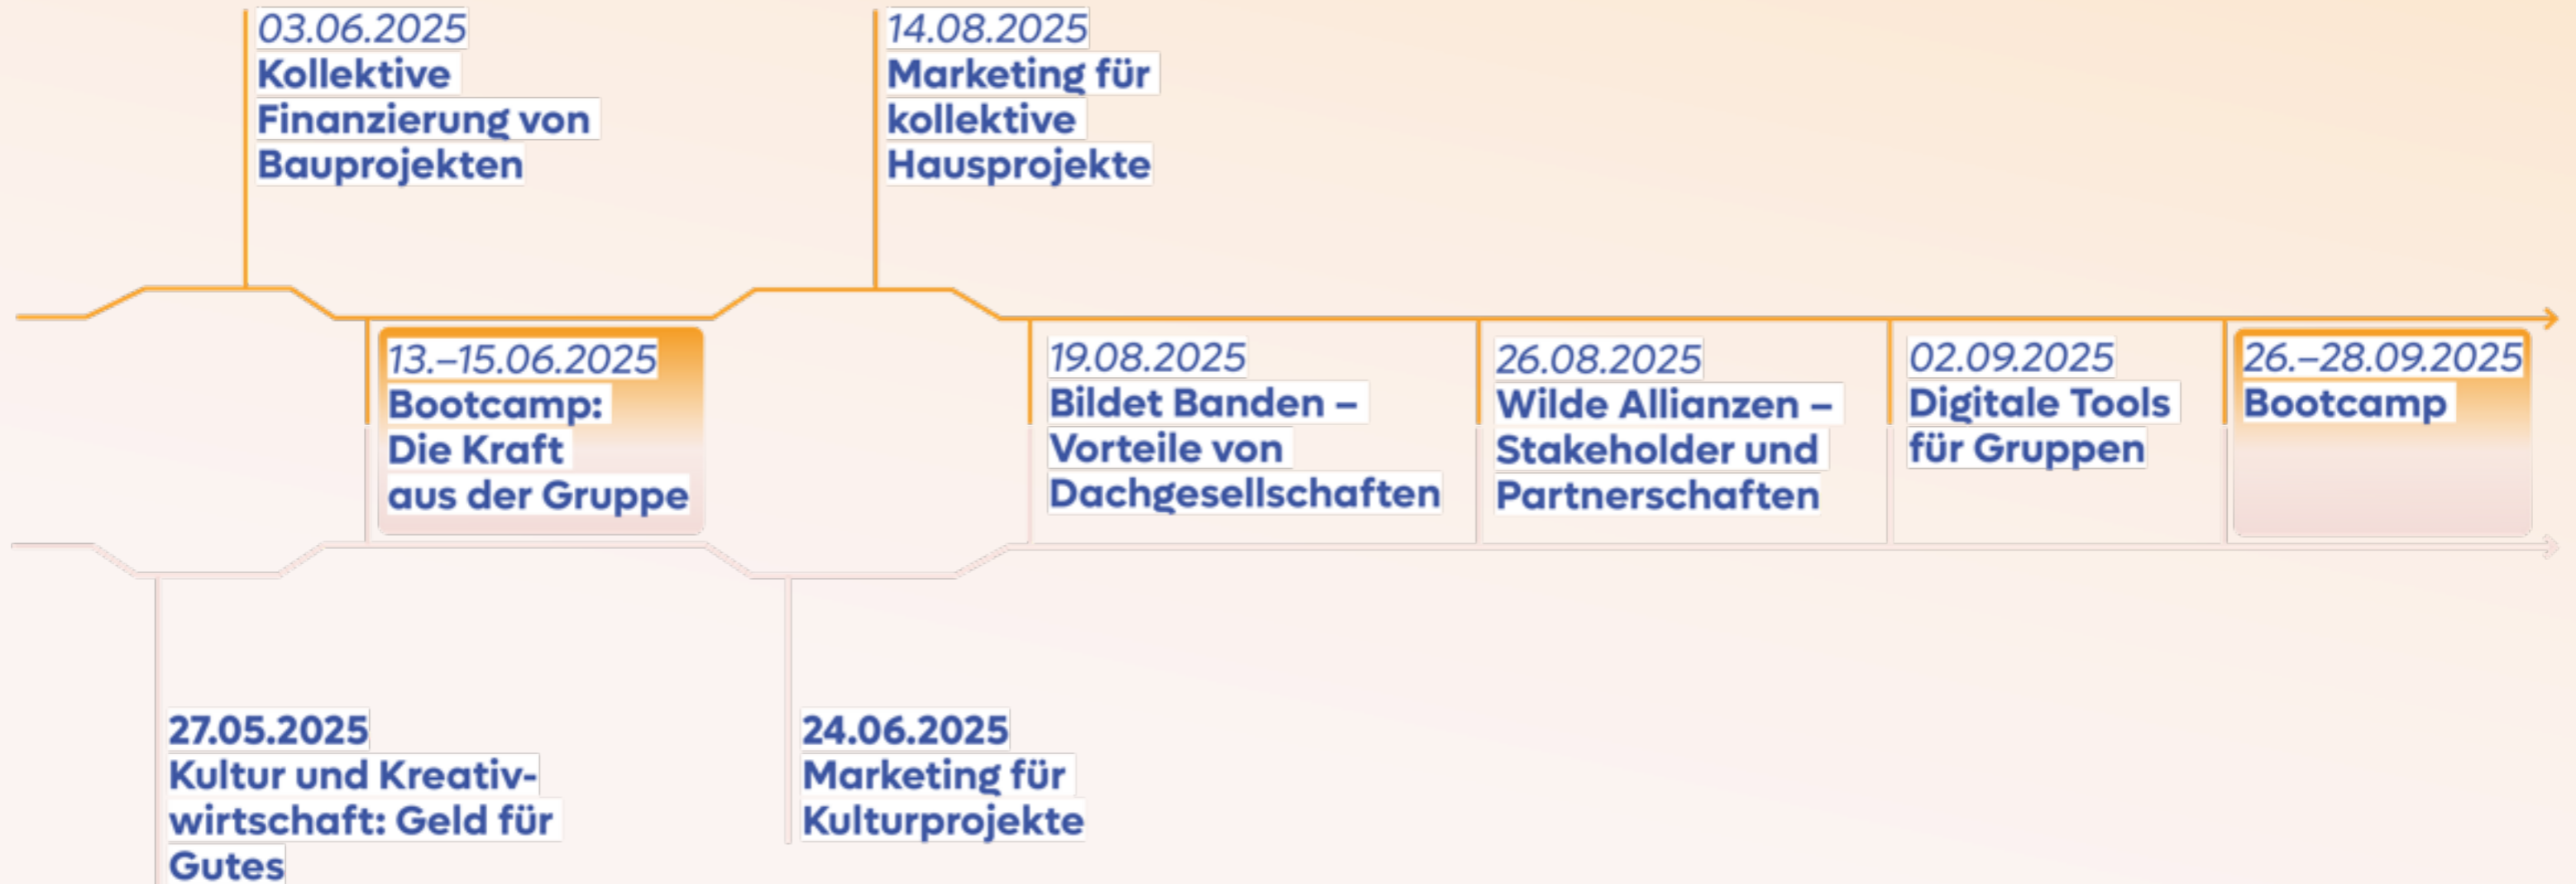 03.06.2025
Kollektive
Finanzierung von
Bauprojekten
14.08.2025
Marketing für
kollektive
Hausprojekte
13.–15.06.2025
Bootcamp:
Die Kraft
aus der Gruppe
19.08.2025
Bildet Banden –
Vorteile von
Dachgesellschaften
26.08.2025
Wilde Allianzen –
Stakeholder und
Partnerschaften
02.09.2025
Digitale Tools
für Gruppen
26.–28.09.2025
Bootcamp
27.05.2025
Kultur und Kreativ-
wirtschaft: Geld für
Gutes
24.06.2025
Marketing für
Kulturprojekte